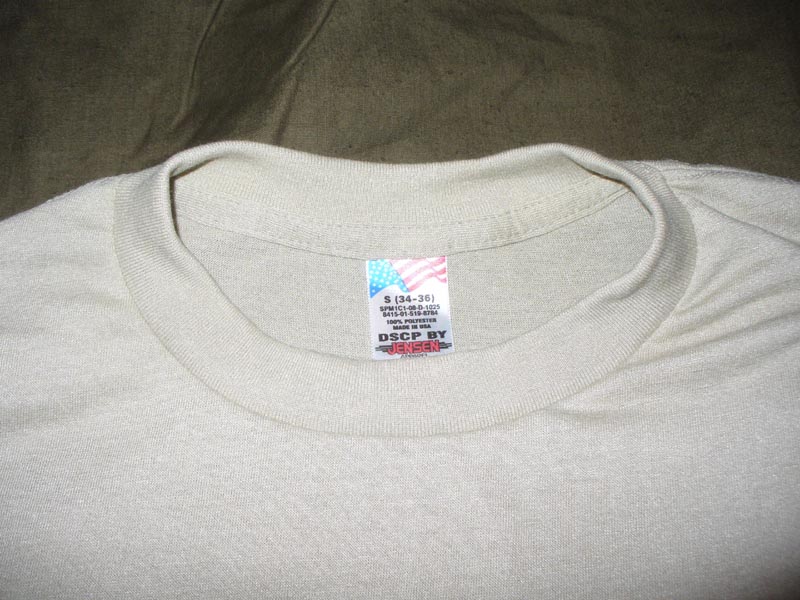 S (34-36)
SPM1C1-08-D-1025
8415-01-519-8784
100% POLYESTER
MADE IN USA
DSCP BY
JENSEN